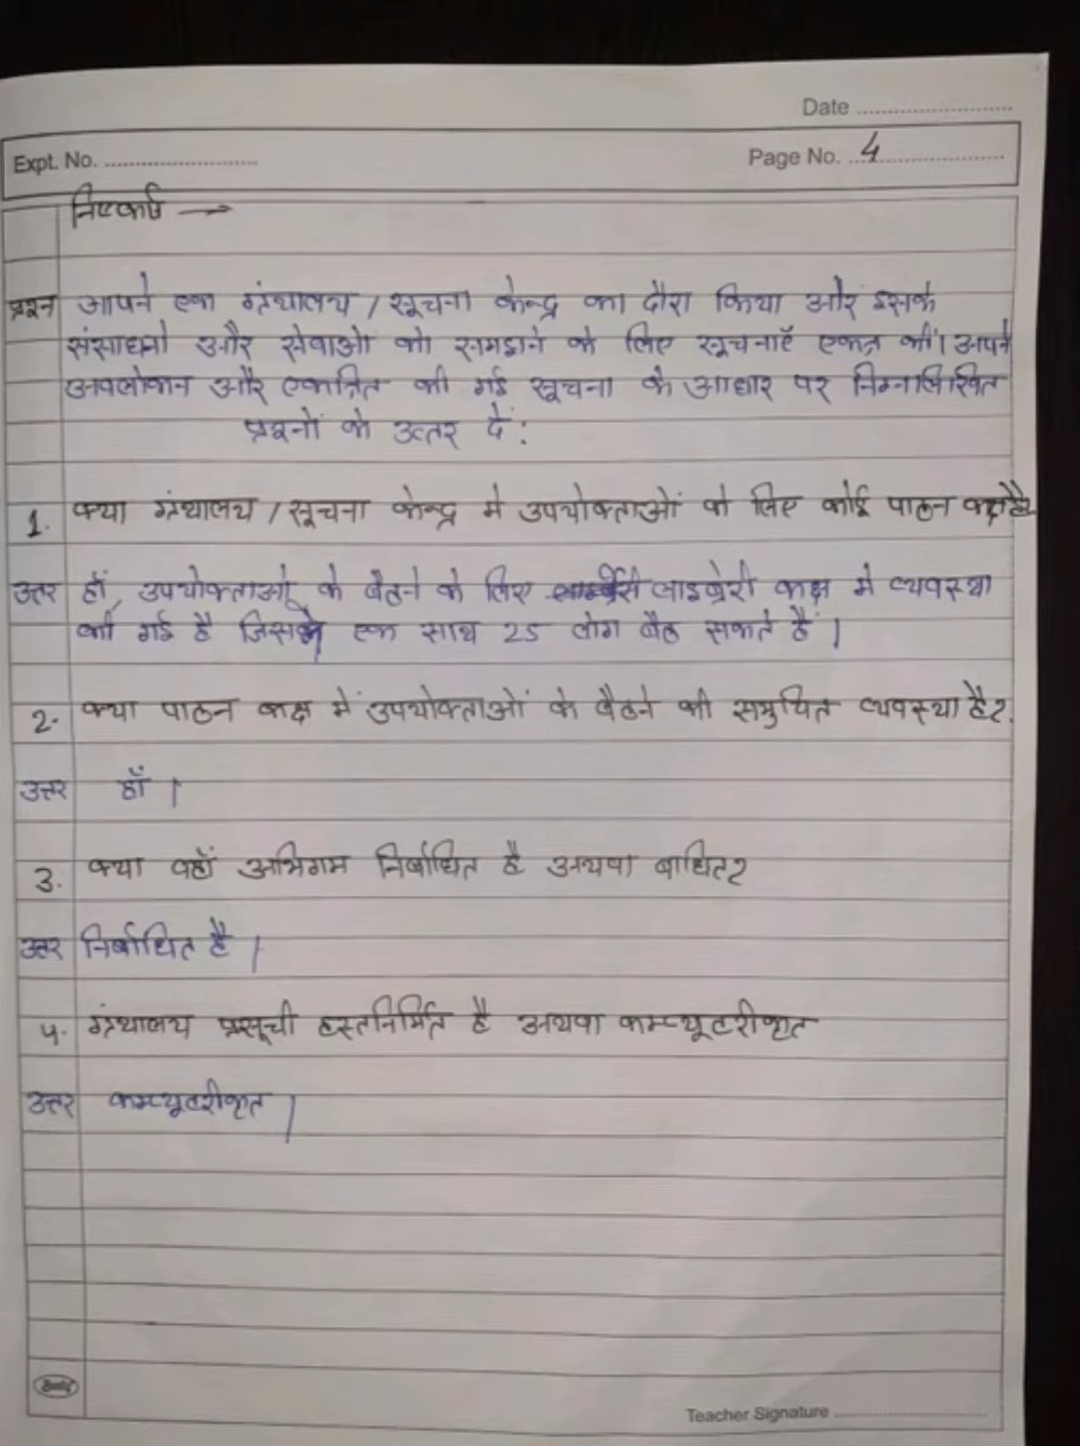 Date
Expt. No.
Page No. 4
निष्कर्ष →
प्रश्न आपने एक ग्रंथालय / सूचना केन्द्र का दौरा किया और इसके
संसाधनों और सेवाओं को समझने के लिए सूचनाएँ एकत्र कीं। अपने
अवलोकन और एकत्रित की गई सूचना के आधार पर निम्नलिखित
प्रश्नों के उत्तर दें :
1. क्या ग्रंथालय / सूचना केन्द्र में उपयोक्ताओं के लिए कोई पाठन कक्ष है
उत्तर हाँ, उपयोक्ताओं के बैठने के लिए लाइब्रेरी कक्ष मे व्यवस्था
की गई है जिसमे एक साथ 25 लोग बैठ सकते हैं।
2. क्या पाठन कक्ष में उपयोक्ताओं के बैठने की समुचित व्यवस्था है?
उत्तर हाँ।
3. क्या वहाँ अभिगम निर्बाधित है अथवा बाधित?
उत्तर निर्बाधित है।
4. ग्रंथालय प्रसूची हस्तनिर्मित है अथवा कम्प्यूटरीकृत
उत्तर कम्प्यूटरीकृत।
Teacher Signature